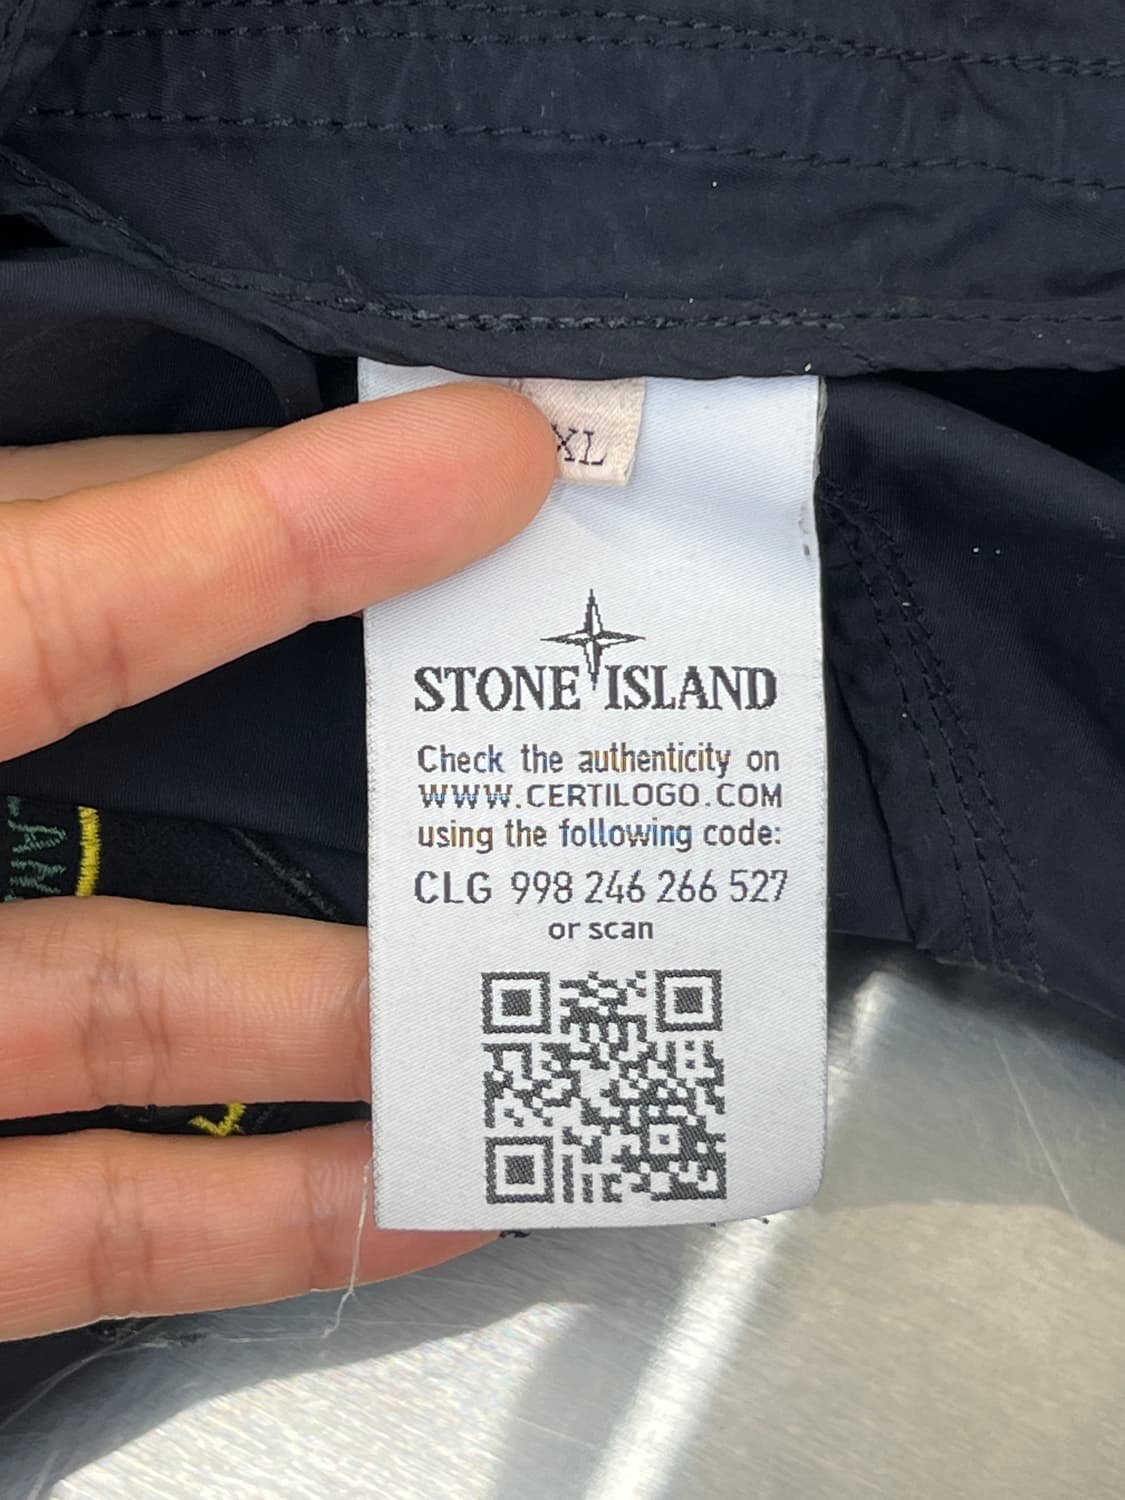 XL
STONE ISLAND
Check the authenticity on
WWW.CERTILOGO.COM
using the following code:
CLG 998 246 266 527
or scan